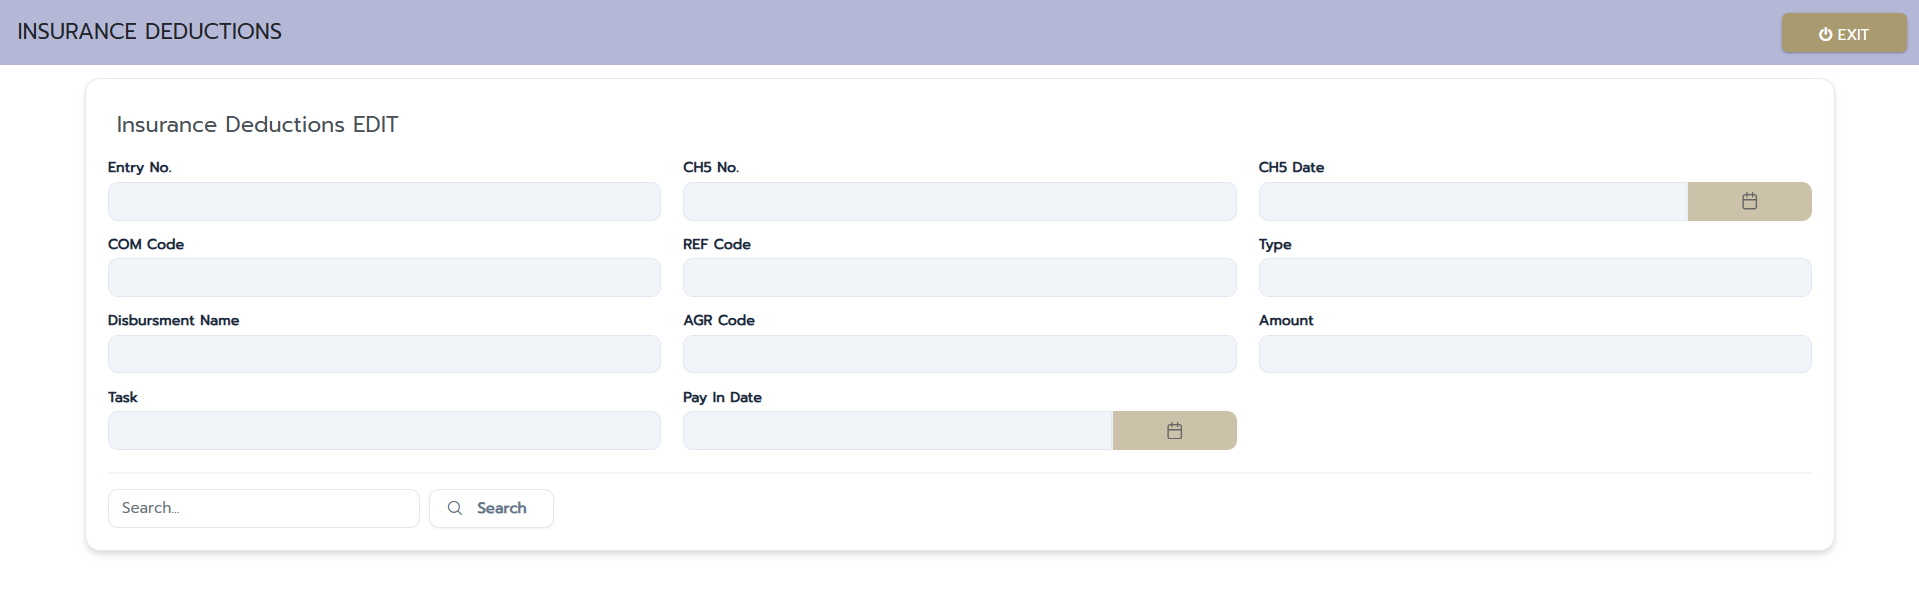 INSURANCE DEDUCTIONS
EXIT
Insurance Deductions EDIT
Entry No.
CH5 No.
CH5 Date
COM Code
REF Code
Type
Disbursment Name
AGR Code
Amount
Task
Pay In Date
Search...
Search